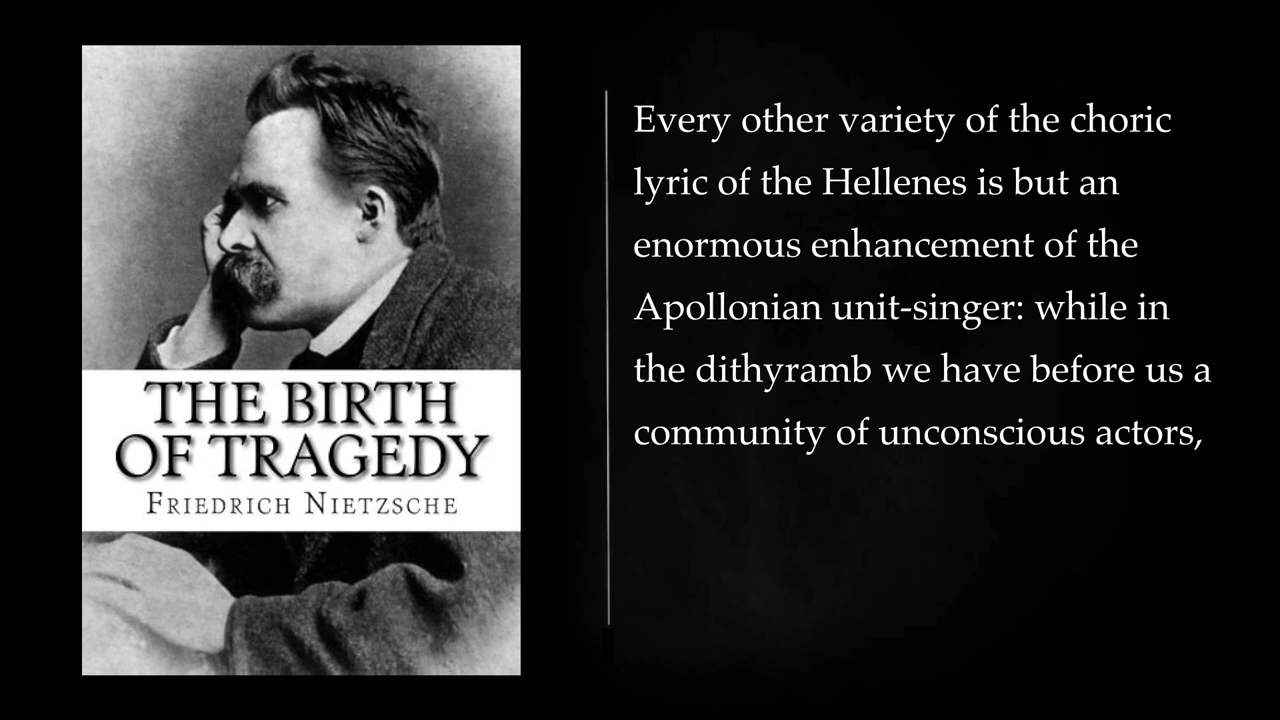 THE BIRTH
OF TRAGEDY
FRIEDRICH NIETZSCHE
Every other variety of the choric
lyric of the Hellenes is but an
enormous enhancement of the
Apollonian unit-singer: while in
the dithyramb we have before us a
community of unconscious actors,